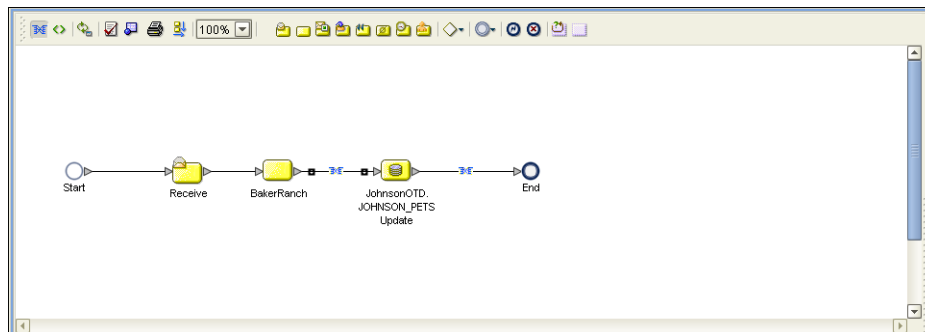 100%
Start
Receive
BakerRanch
JohnsonOTD.
JOHNSON_PETS
Update
End